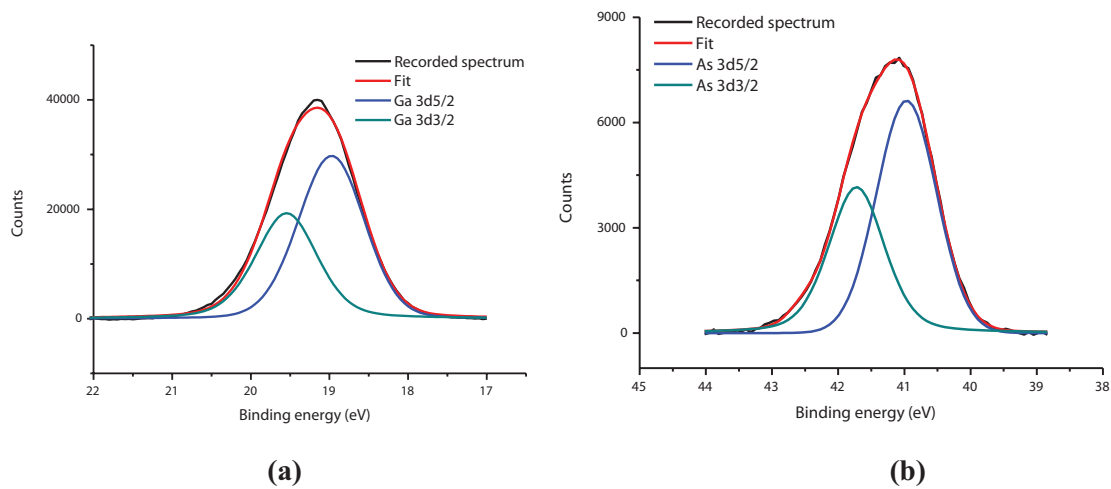 Recorded spectrum
Fit
Ga 3d5/2
Ga 3d3/2
40000
20000
0
Counts
22 21 20 19 18 17
Binding energy (eV)
(a)
Recorded spectrum
Fit
As 3d5/2
As 3d3/2
9000
6000
3000
0
Counts
45 44 43 42 41 40 39 38
Binding energy (eV)
(b)